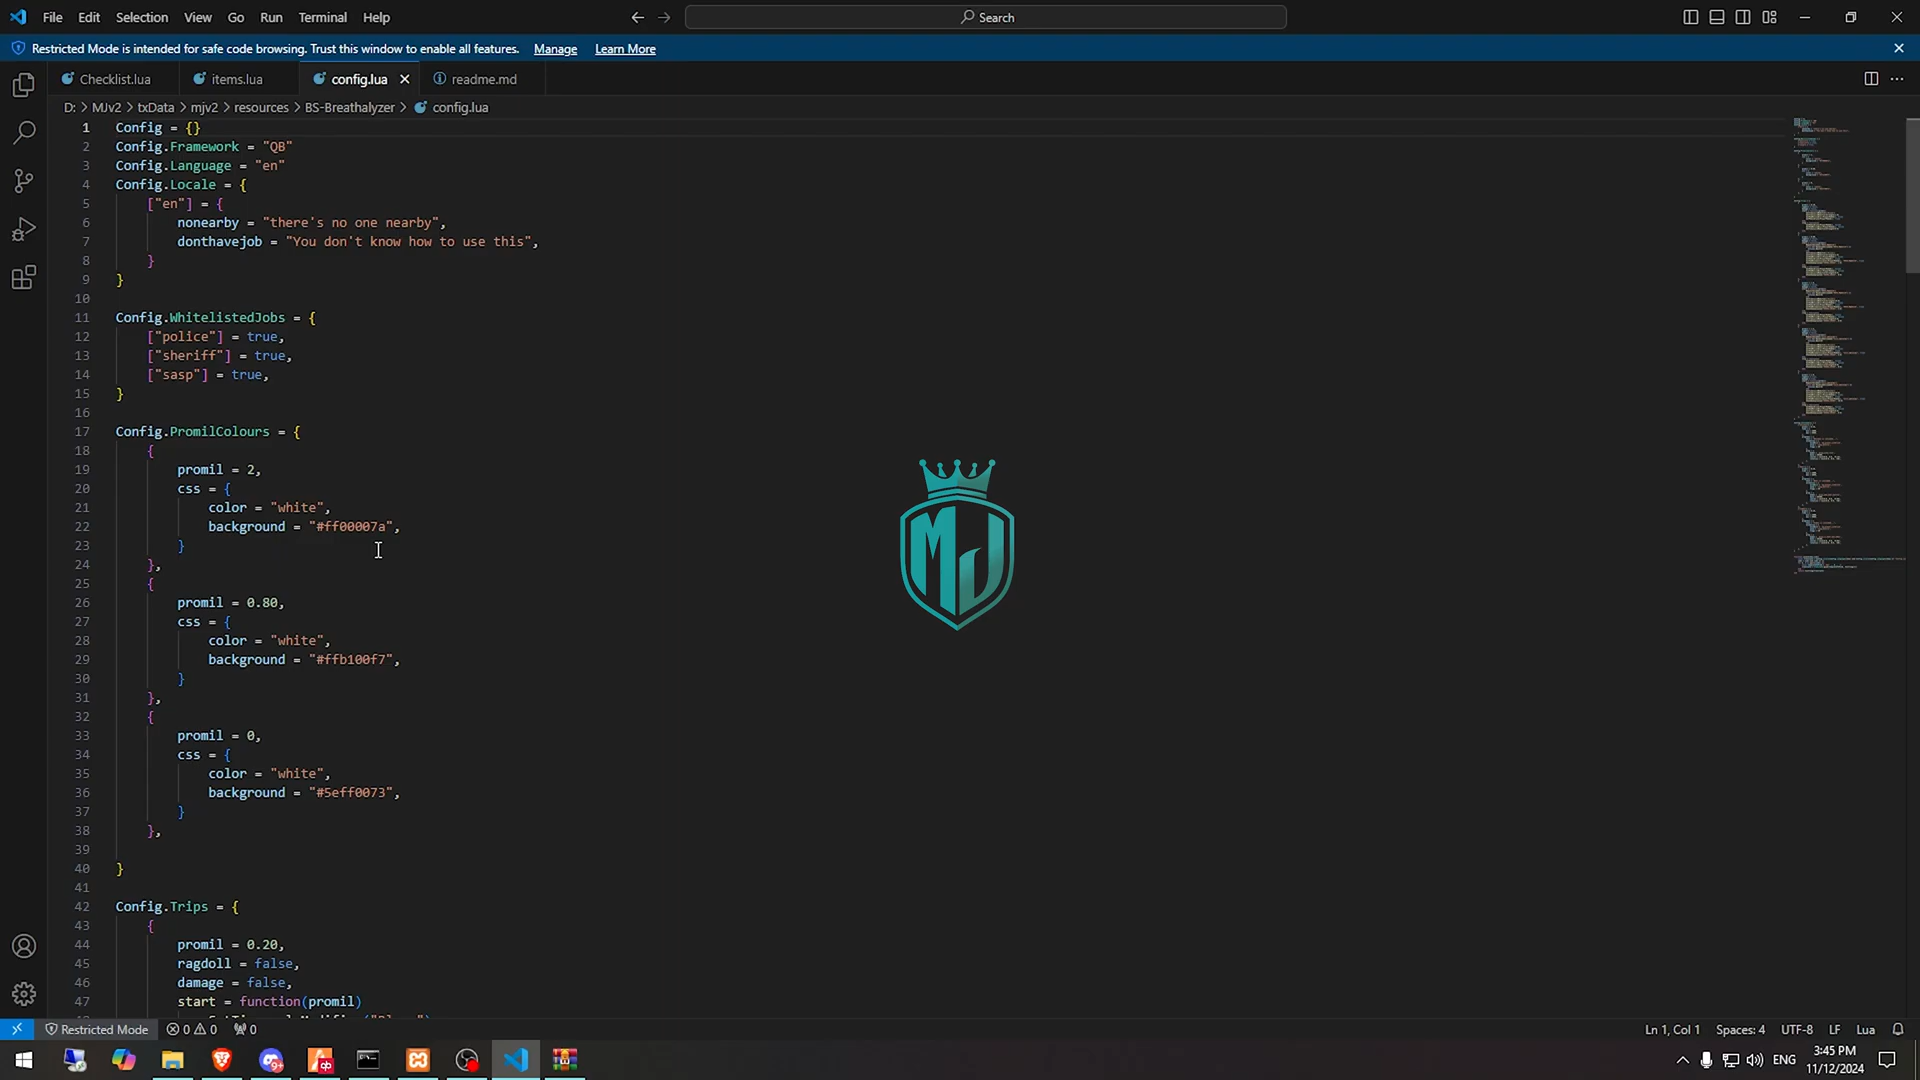 File Edit Selection View Go Run Terminal Help
Search
Restricted Mode is intended for safe code browsing. Trust this window to enable all features. Manage Learn More
Checklist.lua items.lua config.lua readme.md
D: > MJv2 > txData > mjv2 > resources > BS-Breathalyzer > config.lua
1 Config = {}
2 Config.Framework = "QB"
3 Config.Language = "en"
4 Config.Locale = {
5 ["en"] = {
6 nonearby = "there's no one nearby",
7 donthavejob = "You don't know how to use this",
8 }
9 }
10
11 Config.WhitelistedJobs = {
12 ["police"] = true,
13 ["sheriff"] = true,
14 ["sasp"] = true,
15 }
16
17 Config.PromilColours = {
18 {
19 promil = 2,
20 css = {
21 color = "white",
22 background = "#ff00007a",
23 }
24 },
25 {
26 promil = 0.80,
27 css = {
28 color = "white",
29 background = "#ffb100f7",
30 }
31 },
32 {
33 promil = 0,
34 css = {
35 color = "white",
36 background = "#5eff0073",
37 }
38 },
39
40 }
41
42 Config.Trips = {
43 {
44 promil = 0.20,
45 ragdoll = false,
46 damage = false,
47 start = function(promil)
MJ
Restricted Mode 0 0 0
Ln 1, Col 1 Spaces: 4 UTF-8 LF Lua
ENG
3:45 PM
11/12/2024